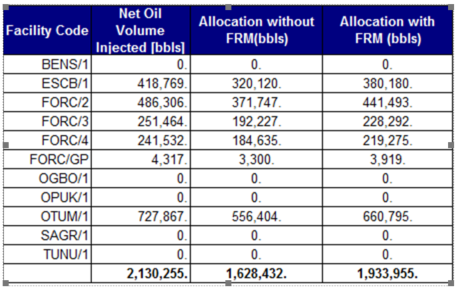 Facility Code Net Oil Volume Injected [bbls] Allocation without FRM(bbls) Allocation with FRM (bbls)
BENS/1 0. 0. 0.
ESCB/1 418,769. 320,120. 380,180.
FORC/2 486,306. 371,747. 441,493.
FORC/3 251,464. 192,227. 228,292.
FORC/4 241,532. 184,635. 219,275.
FORC/GP 4,317. 3,300. 3,919.
OGBO/1 0. 0. 0.
OPUK/1 0. 0. 0.
OTUM/1 727,867. 556,404. 660,795.
SAGR/1 0. 0. 0.
TUNU/1 0. 0. 0.
2,130,255. 1,628,432. 1,933,955.